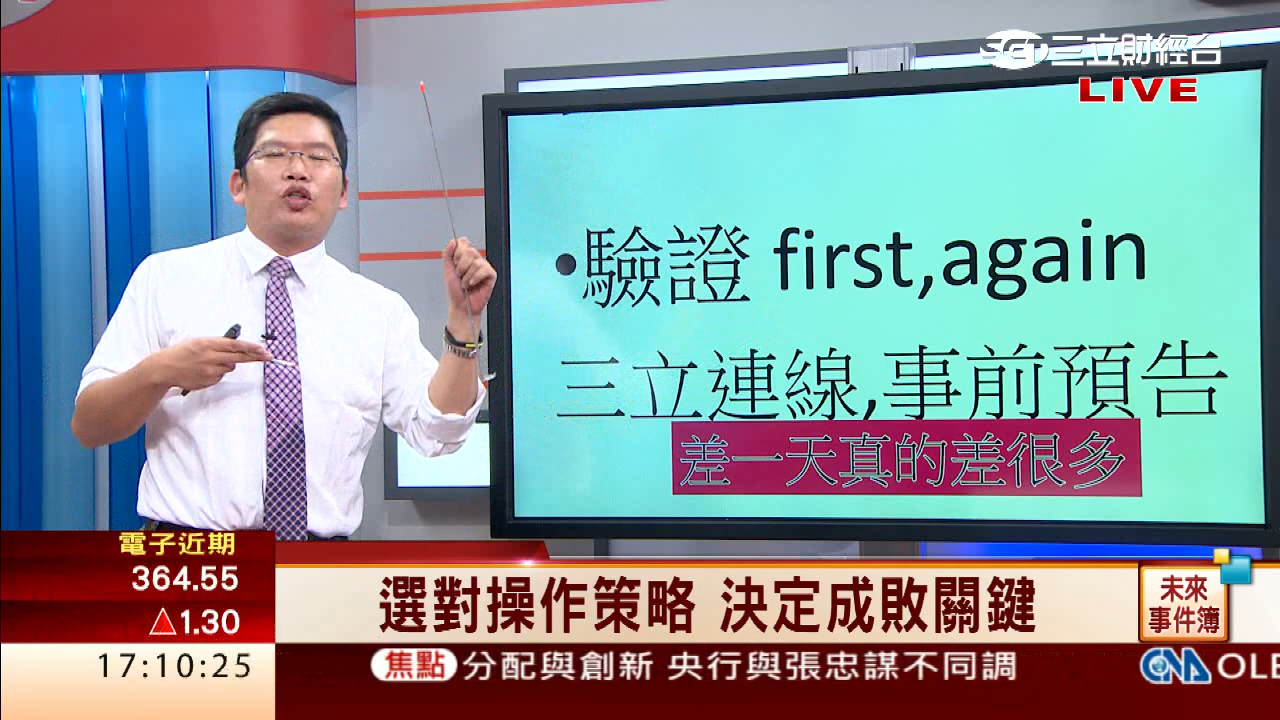 三立財經台
LIVE
•驗證 first,again
三立連線,事前預告
差一天真的差很多
電子近期
364.55
▲1.30
17:10:25
選對操作策略 決定成敗關鍵
未來
事件簿
焦點 分配與創新 央行與張忠謀不同調
CNA OLE